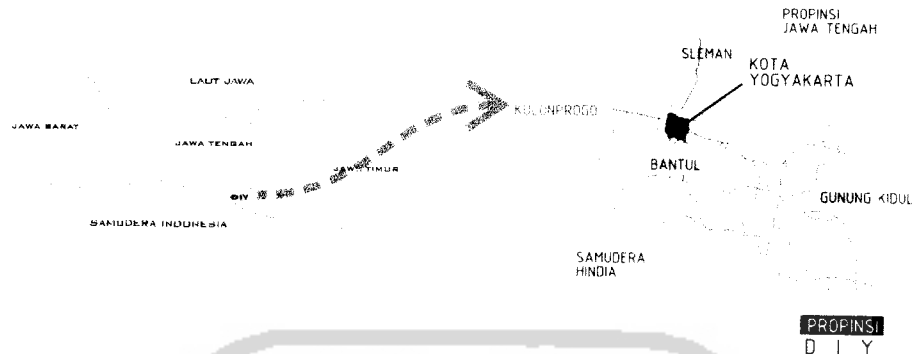 PROPINSI
JAWA TENGAH
SLEMAN
KOTA
YOGYAKARTA
LAUT JAWA
KULONPROGO
JAWA BARAT
JAWA TENGAH
BANTUL
JAWA TIMUR
DIY
GUNUNG KIDUL
SAMUDERA INDONESIA
SAMUDERA
HINDIA
PROPINSI
D I Y